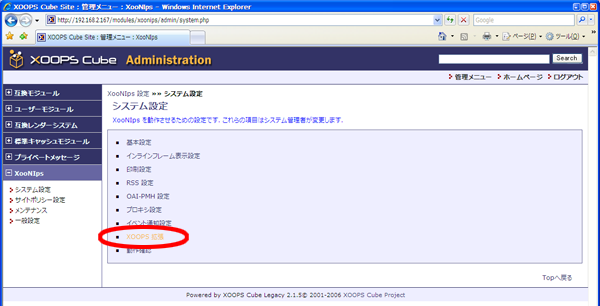 XOOPS Cube Site : 管理メニュー : XooNIps - Windows Internet Explorer
http://192.168.2.167/modules/xoonips/admin/system.php
Google
XOOPS Cube Site : 管理メニュー : XooNIps
ページ(P)
ツール(O)
XOOPS Cube Administration
Search
管理メニュー
ホームページ
ログアウト
互換モジュール
ユーザーモジュール
互換レンダーシステム
標準キャッシュモジュール
プライベートメッセージ
XooNIps
システム設定
サイトポリシー設定
メンテナンス
一般設定
XooNIps 設定 »» システム設定
システム設定
XooNIps を動作させるための設定です. これらの項目はシステム管理者が変更します.
基本設定
インラインフレーム表示設定
印刷設定
RSS 設定
OAI-PMH 設定
プロキシ設定
イベント通知設定
XOOPS 拡張
動作確認
Topへ戻る
Powered by XOOPS Cube Legacy 2.1.5© 2001-2006 XOOPS Cube Project